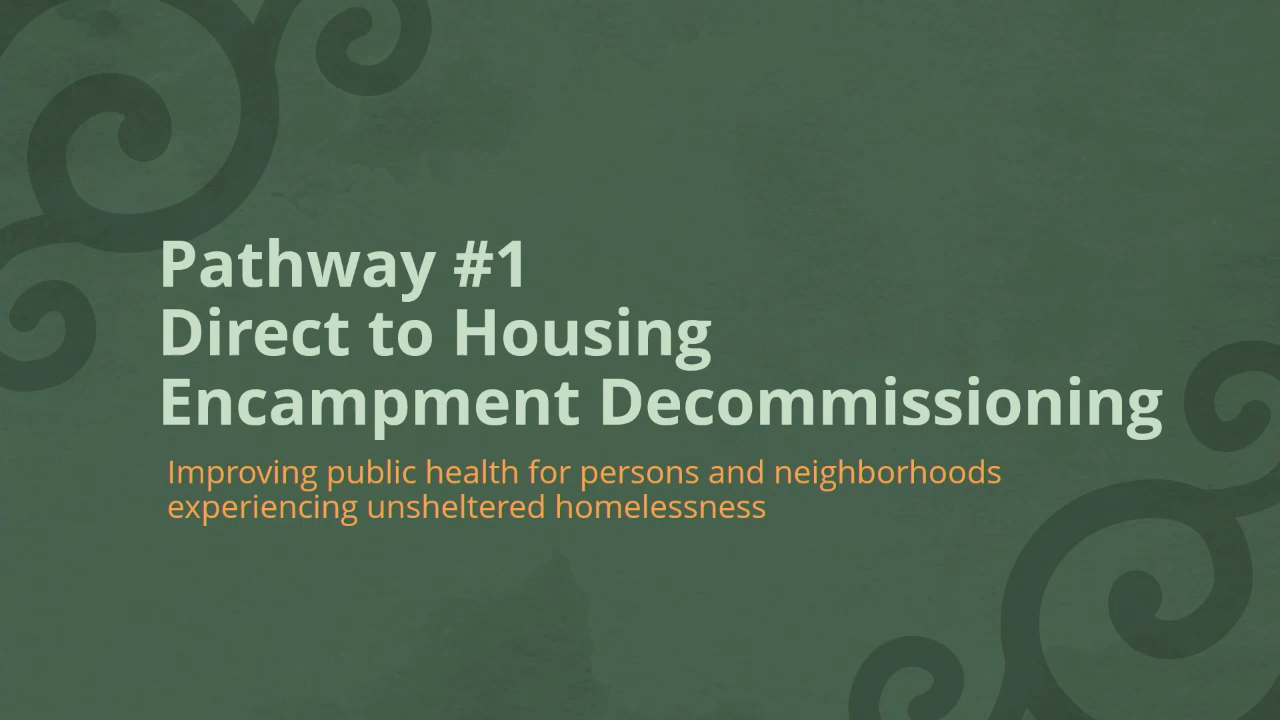 Pathway #1
Direct to Housing
Encampment Decommissioning
Improving public health for persons and neighborhoods
experiencing unsheltered homelessness